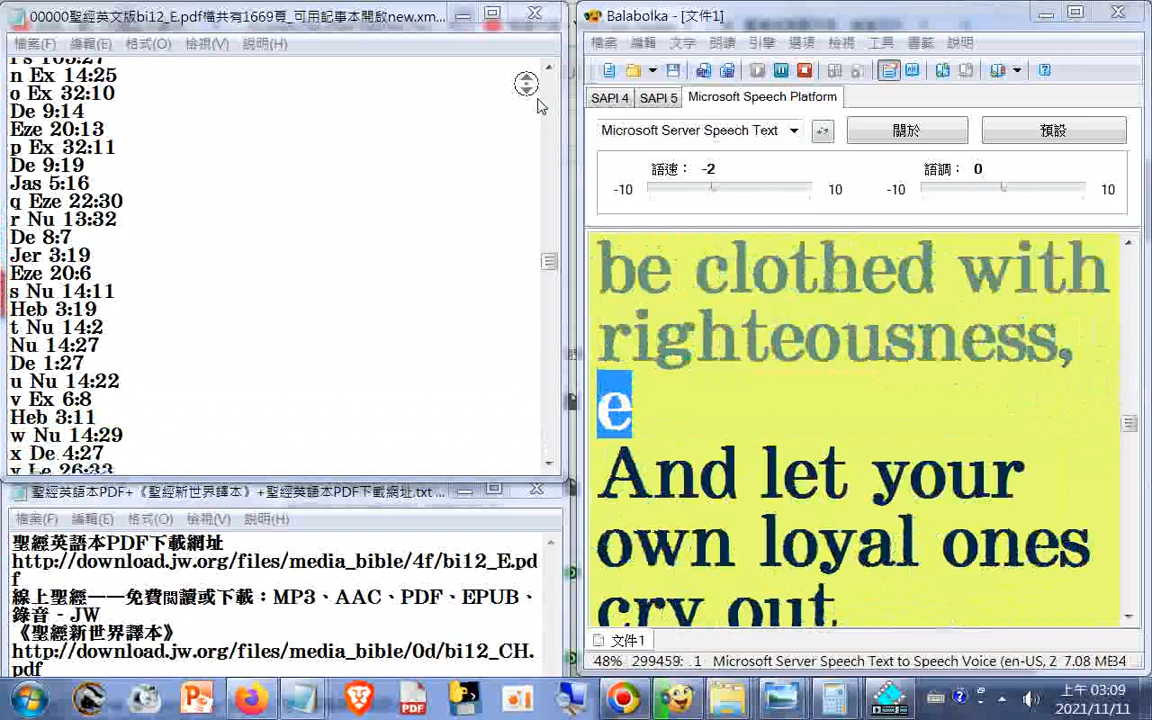 00000聖經英文版bi12_E.pdf檔共有1669頁_可用記事本開啟new.xm...
檔案(F) 編輯(E) 格式(O) 檢視(V) 說明(H)
n Ex 14:25
o Ex 32:10
De 9:14
Eze 20:13
p Ex 32:11
De 9:19
Jas 5:16
q Eze 22:30
r Nu 13:32
De 8:7
Jer 3:19
Eze 20:6
s Nu 14:11
Heb 3:19
t Nu 14:2
Nu 14:27
De 1:27
u Nu 14:22
v Ex 6:8
Heb 3:11
w Nu 14:29
x De 4:27
y Le 26:33
聖經英語本PDF+《聖經新世界譯本》+聖經英語本PDF下載網址.txt ...
檔案(F) 編輯(E) 格式(O) 檢視(V) 說明(H)
聖經英語本PDF下載網址
http://download.jw.org/files/media_bible/4f/bi12_E.pd
f
線上聖經——免費閱讀或下載：MP3、AAC、PDF、EPUB、
錄音 - JW
《聖經新世界譯本》
http://download.jw.org/files/media_bible/0d/bi12_CH.
pdf
Balabolka - [文件1]
檔案 編輯 文字 朗讀 引擎 選項 檢視 工具 書籤 說明
SAPI 4 SAPI 5 Microsoft Speech Platform
Microsoft Server Speech Text 關於 預設
語速： -2 語調： 0
-10 10 -10 10
be clothed with
righteousness,
e
And let your
own loyal ones
cry out
文件1
48% 299459: .1 Microsoft Server Speech Text to Speech Voice (en-US, 2 7.08 MB34
PDF
上午 03:09
2021/11/11